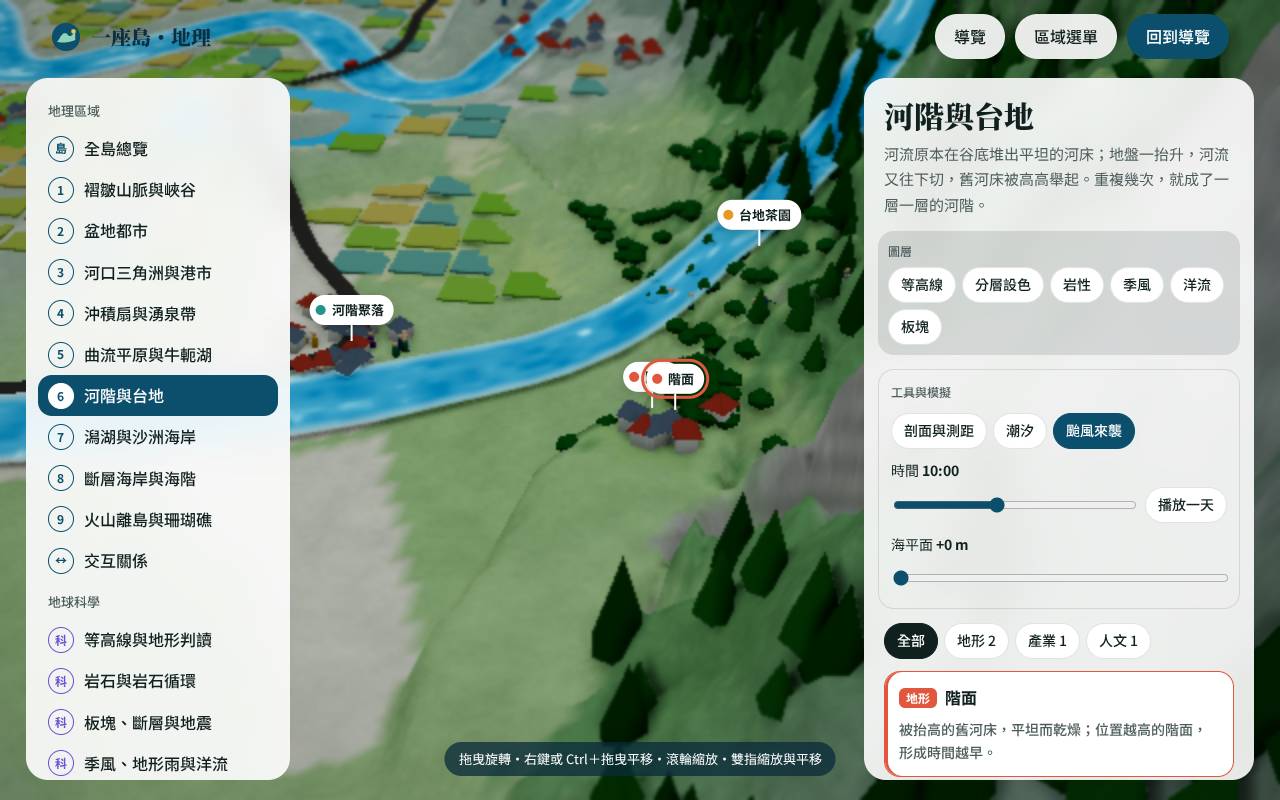 一座島・地理
導覽
區域選單
回到導覽
地理區域
島 全島總覽
1 褶皺山脈與峽谷
2 盆地都市
3 河口三角洲與港市
4 沖積扇與湧泉帶
5 曲流平原與牛軛湖
6 河階與台地
7 潟湖與沙洲海岸
8 斷層海岸與海階
9 火山離島與珊瑚礁
↔ 交互關係
地球科學
科 等高線與地形判讀
科 岩石與岩石循環
科 板塊、斷層與地震
科 季風、地形雨與洋流
台地茶園
河階聚落
階面
拖曳旋轉・右鍵或 Ctrl＋拖曳平移・滾輪縮放・雙指縮放與平移
河階與台地
河流原本在谷底堆出平坦的河床；地盤一抬升，河流
又往下切，舊河床被高高舉起。重複幾次，就成了一
層一層的河階。
圖層
等高線 分層設色 岩性 季風 洋流
板塊
工具與模擬
剖面與測距 潮汐 颱風來襲
時間 10:00
播放一天
海平面 +0 m
全部 地形 2 產業 1 人文 1
地形 階面
被抬高的舊河床，平坦而乾燥；位置越高的階面，
形成時間越早。